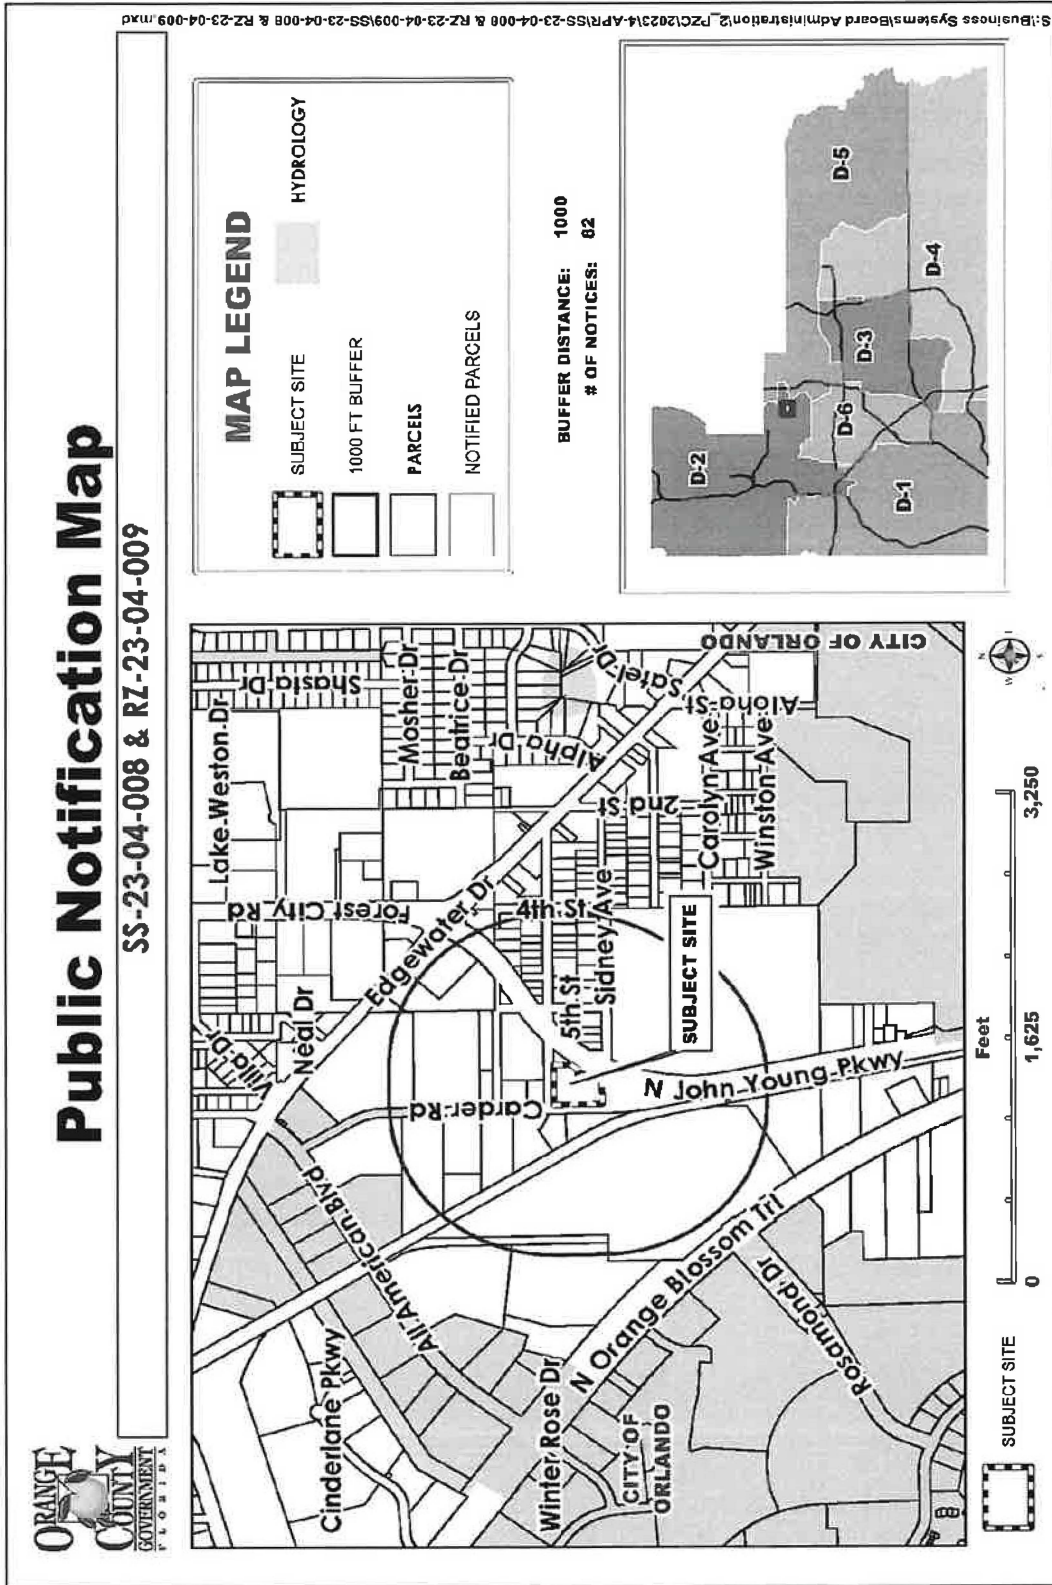 ORANGE
COUNTY
GOVERNMENT
FLORIDA
Public Notification Map
SS-23-04-008 & RZ-23-04-009
Cinderlane Pkwy
All American Blvd
Winter Rose Dr
N Orange Blossom Trl
CITY OF
ORLANDO
Rosamond Dr
Villa Dr
Neal Dr
Edgewater Dr
Carder Rd
Forest City Rd
Lake Weston Dr
Shasta Dr
Mosher Dr
Beatrice Dr
Alpha Dr
Satel Dr
4th St
5th St
Sidney Ave
2nd St
SUBJECT SITE
Carolyn Ave
Winston Ave
Aloha St
CITY OF ORLANDO
N John Young Pkwy
SUBJECT SITE
Feet
0
1,625
3,250
N
W
S
MAP LEGEND
SUBJECT SITE
HYDROLOGY
1000 FT BUFFER
PARCELS
NOTIFIED PARCELS
BUFFER DISTANCE: 1000
# OF NOTICES: 82
D-2
D-5
D-3
D-6
D-4
D-1
S:\Business Systems\Board Administration\2_PZC\2023\4-APR\SS-23-04-008 & RZ-23-04-009\SS-23-04-008 & RZ-23-04-009.mxd